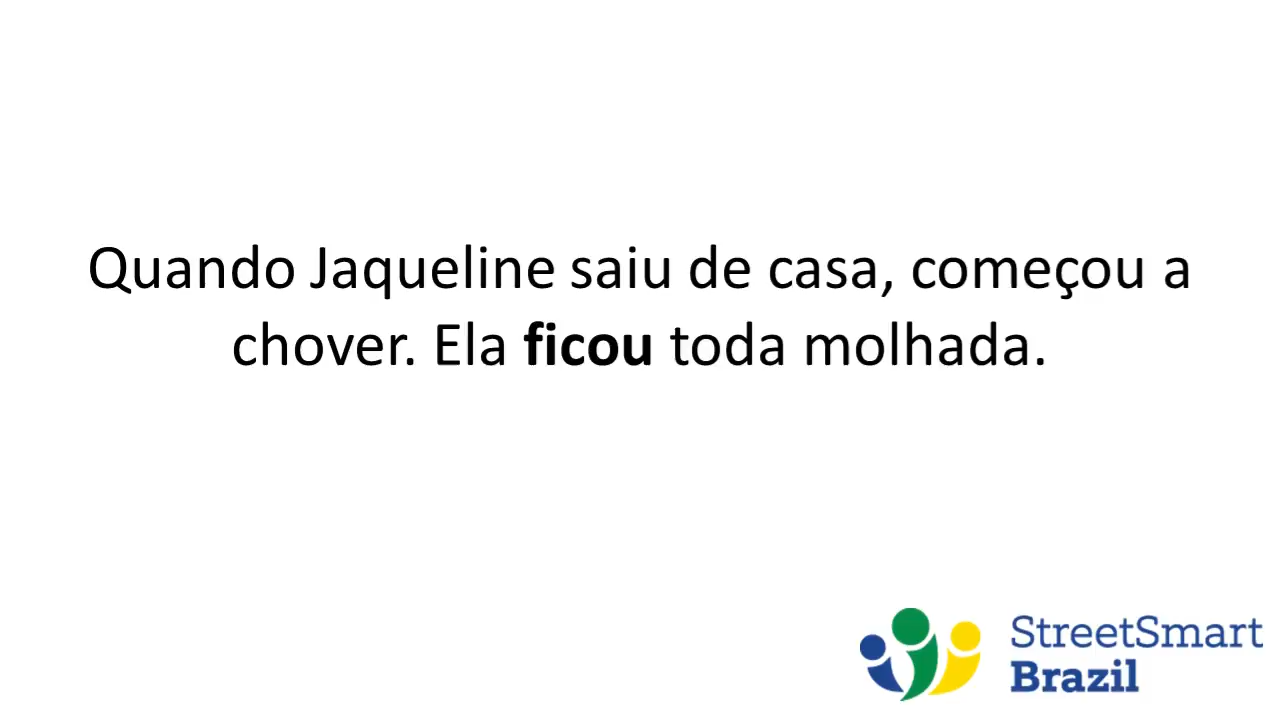 Quando Jaqueline saiu de casa, começou a
chover. Ela ficou toda molhada.
StreetSmart
Brazil